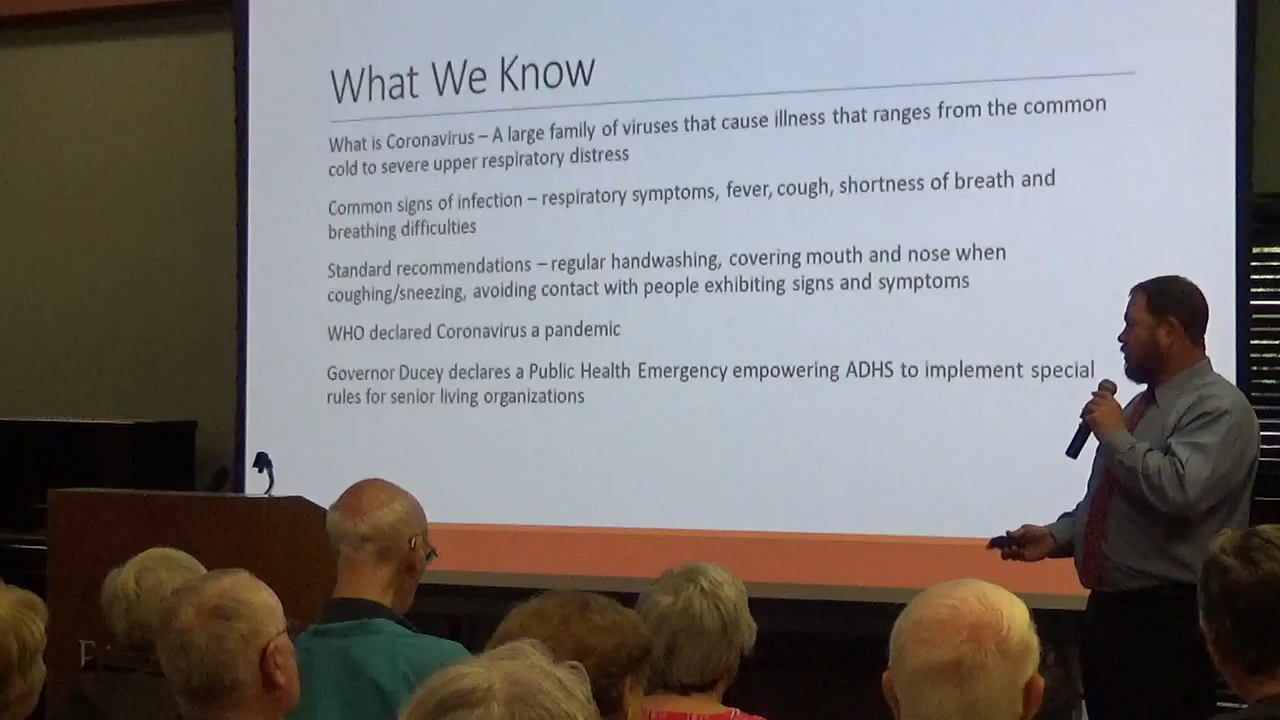 What We Know
What is Coronavirus – A large family of viruses that cause illness that ranges from the common
cold to severe upper respiratory distress
Common signs of infection – respiratory symptoms, fever, cough, shortness of breath and
breathing difficulties
Standard recommendations – regular handwashing, covering mouth and nose when
coughing/sneezing, avoiding contact with people exhibiting signs and symptoms
WHO declared Coronavirus a pandemic
Governor Ducey declares a Public Health Emergency empowering ADHS to implement special
rules for senior living organizations